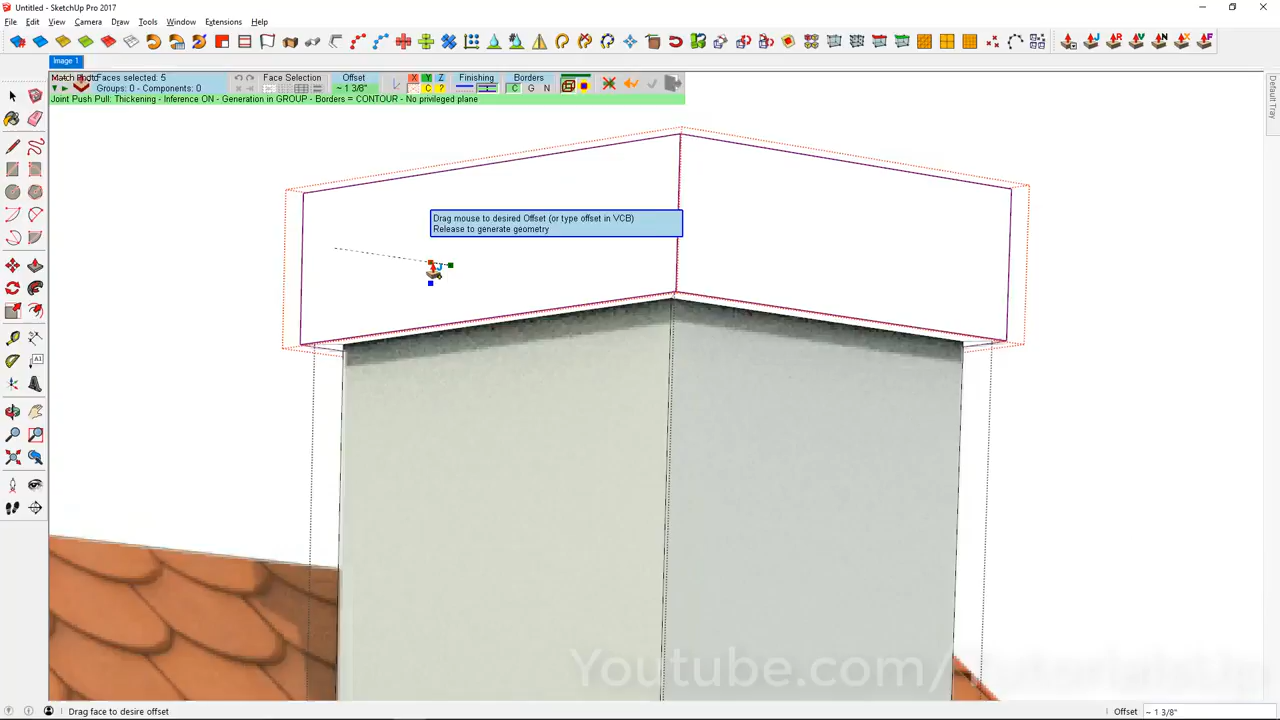 Untitled - SketchUp Pro 2017
File Edit View Camera Draw Tools Window Extensions Help
Image 1
Faces selected: 5
Groups: 0 - Components: 0
Face Selection
Offset
~ 1 3/8"
X Y Z
C ?
Finishing
Borders
C G N
Joint Push Pull: Thickening - Inference ON - Generation in GROUP - Borders = CONTOUR - No privileged plane
Default Tray
Drag mouse to desired Offset (or type offset in VCB)
Release to generate geometry
Youtube.com/
Drag face to desire offset
Offset ~ 1 3/8"